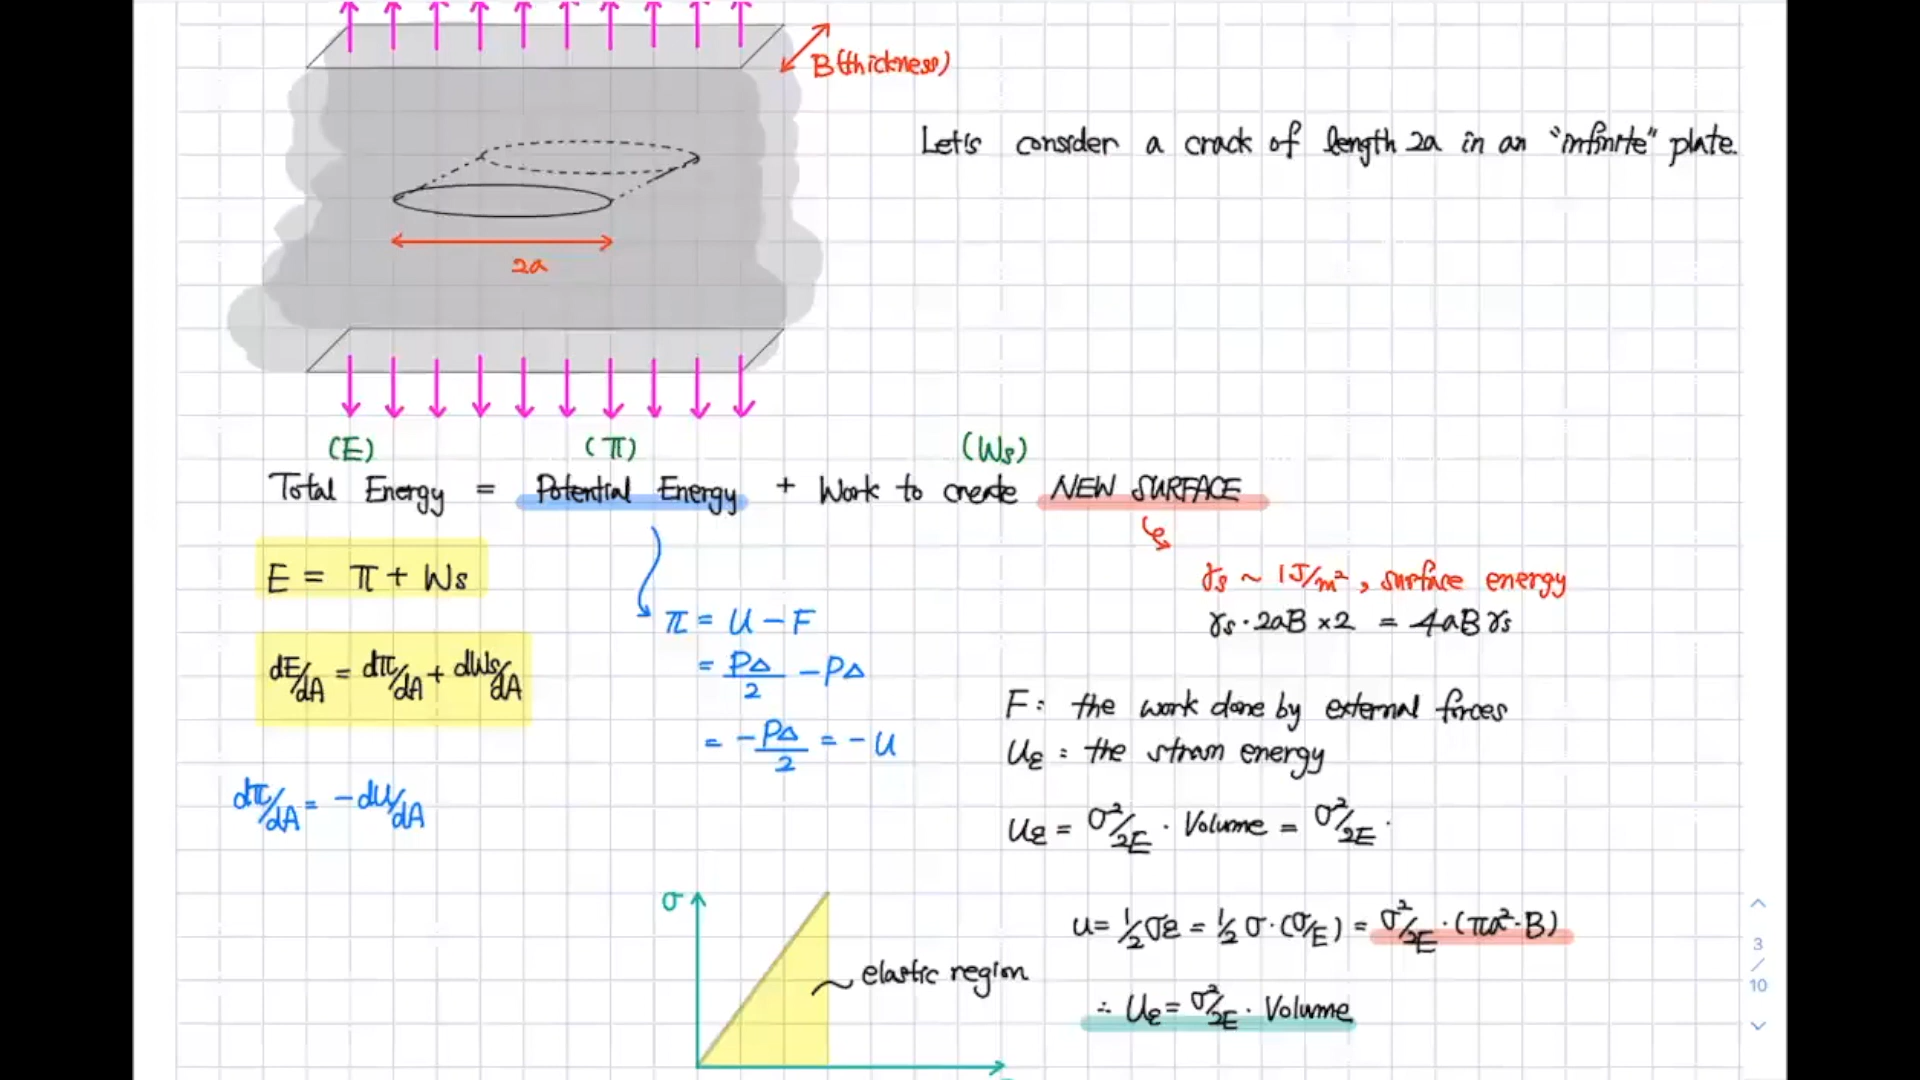 B(thickness)
Let's consider a crack of length 2a in an "infinite" plate.
2a
(E) (π) (Ws)
Total Energy = Potential Energy + Work to create NEW SURFACE
E = π + Ws
dE/dA = dπ/dA + dWs/dA
dπ/dA = -dU/dA
π = U - F
= PΔ/2 - PΔ
= -PΔ/2 = -U
γs ~ 1J/m², surface energy
γs · 2aB × 2 = 4aBγs
F : the work done by external forces
Uε : the strain energy
Uε = σ²/2E · Volume = σ²/2E ·
u = ½σε = ½σ·(σ/E) = σ²/2E · (πa²·B)
∴ Uε = σ²/2E · Volume
σ
elastic region
3
/
10